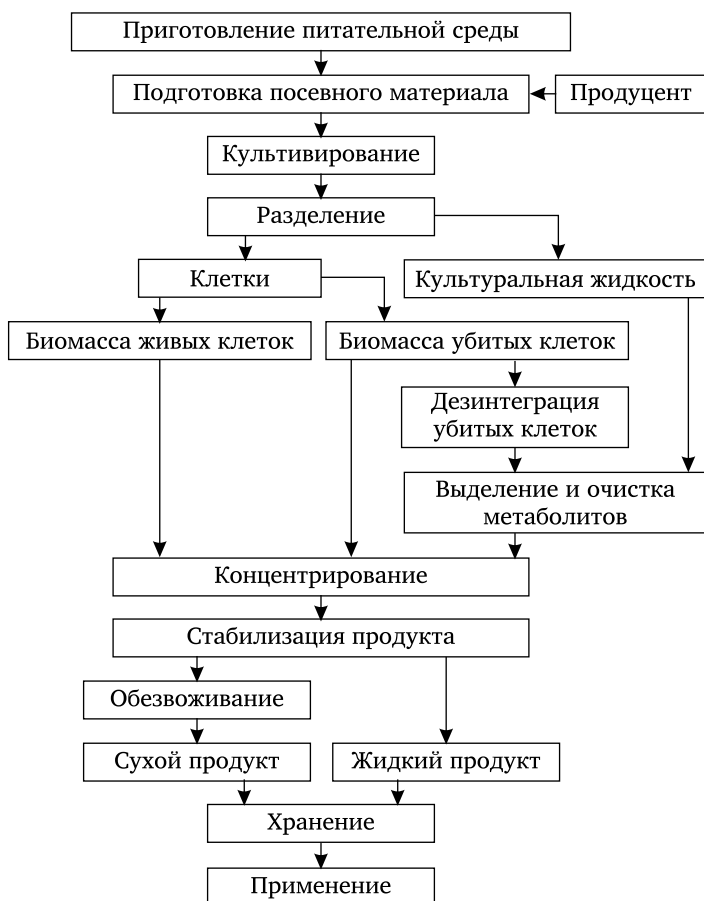 Приготовление питательной среды
Подготовка посевного материала
Продуцент
Культивирование
Разделение
Клетки
Культуральная жидкость
Биомасса живых клеток
Биомасса убитых клеток
Дезинтеграция
убитых клеток
Выделение и очистка
метаболитов
Концентрирование
Стабилизация продукта
Обезвоживание
Сухой продукт
Жидкий продукт
Хранение
Применение